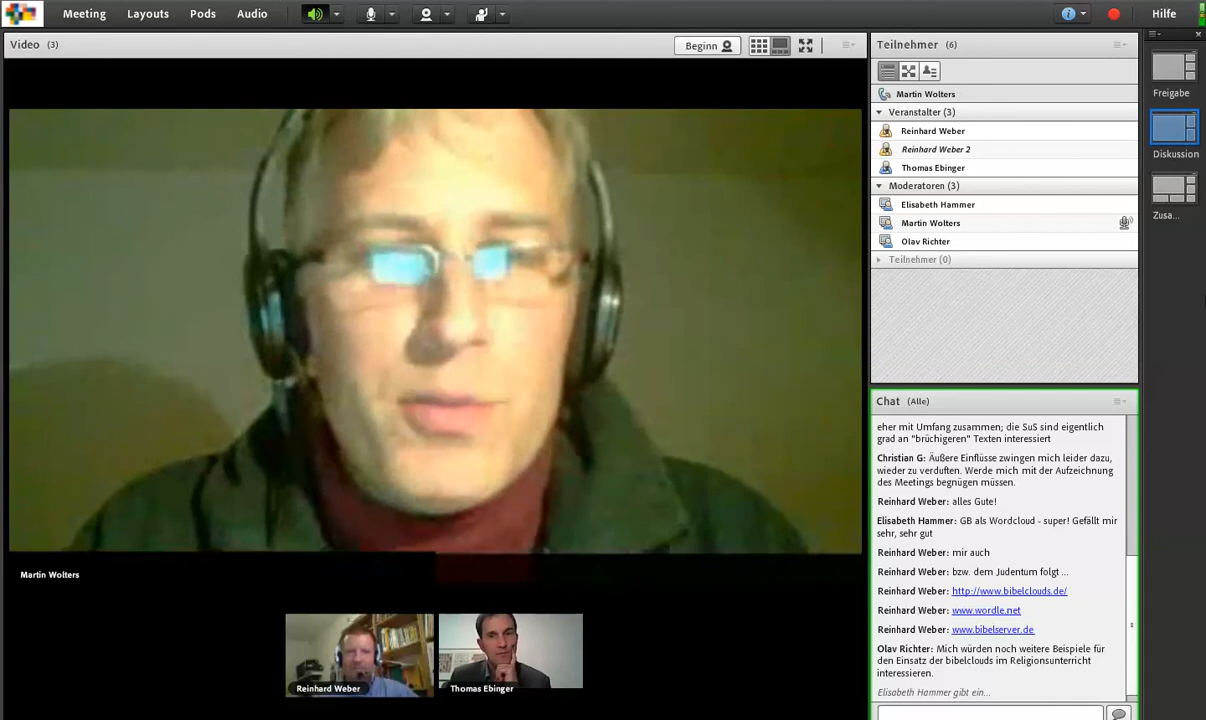 Meeting Layouts Pods Audio Hilfe
Video (3) Beginn
Martin Wolters
Reinhard Weber
Thomas Ebinger
Teilnehmer (6)
Martin Wolters
Veranstalter (3)
Reinhard Weber
Reinhard Weber 2
Thomas Ebinger
Moderatoren (3)
Elisabeth Hammer
Martin Wolters
Olav Richter
Teilnehmer (0)
Chat (Alle)
eher mit Umfang zusammen; die SuS sind eigentlich
grad an "brüchigeren" Texten interessiert
Christian G: Äußere Einflüsse zwingen mich leider dazu,
wieder zu verduften. Werde mich mit der Aufzeichnung
des Meetings begnügen müssen.
Reinhard Weber: alles Gute!
Elisabeth Hammer: GB als Wordcloud - super! Gefällt mir
sehr, sehr gut
Reinhard Weber: mir auch
Reinhard Weber: bzw. dem Judentum folgt ...
Reinhard Weber: http://www.bibelclouds.de/
Reinhard Weber: www.wordle.net
Reinhard Weber: www.bibelserver.de
Olav Richter: Mich würden noch weitere Beispiele für
den Einsatz der bibelclouds im Religionsunterricht
interessieren.
Elisabeth Hammer gibt ein...
Freigabe
Diskussion
Zusa...